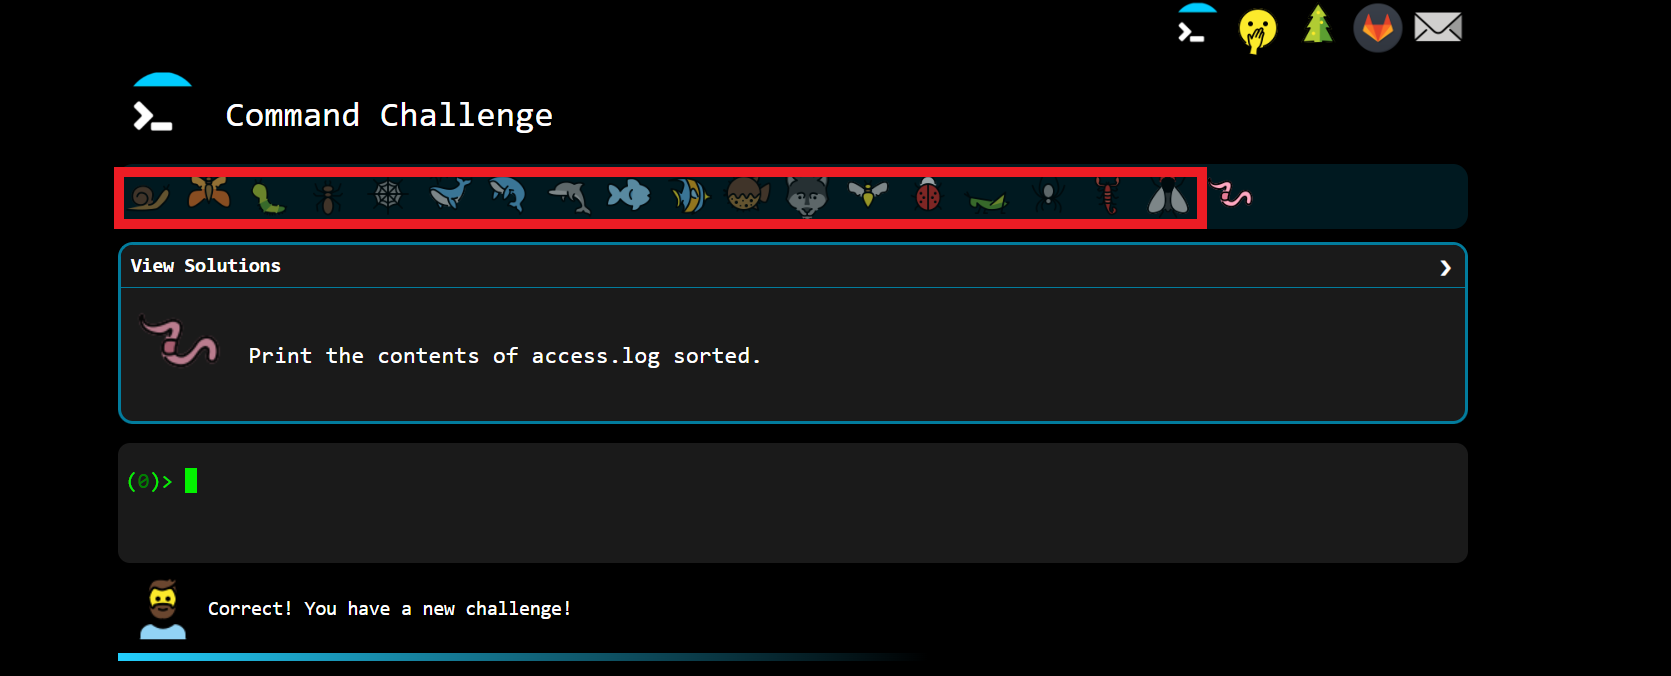 Command Challenge
View Solutions
Print the contents of access.log sorted.
(0)>
Correct! You have a new challenge!